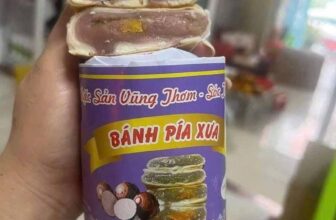 Sản Vũng Thơm - Sóc
BÁNH PÍA XƯA